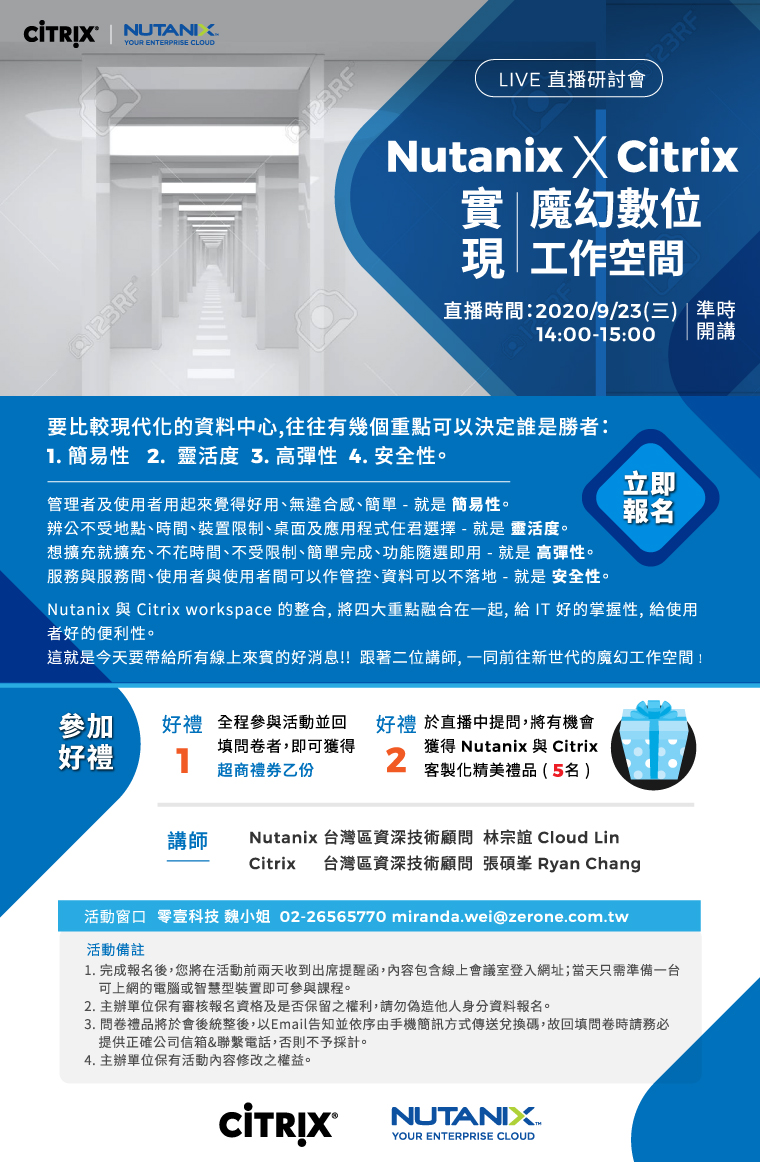 CİTRIX® | NUTANIX™
YOUR ENTERPRISE CLOUD
123RF
123RF
123RF
123RF
LIVE 直播研討會
Nutanix X Citrix
實現 | 魔幻數位
工作空間
直播時間:2020/9/23(三) | 準時
14:00-15:00 開講
要比較現代化的資料中心,往往有幾個重點可以決定誰是勝者:
1. 簡易性 2. 靈活度 3. 高彈性 4. 安全性。
立即
報名
管理者及使用者用起來覺得好用、無違合感、簡單 - 就是 簡易性。
辨公不受地點、時間、裝置限制、桌面及應用程式任君選擇 - 就是 靈活度。
想擴充就擴充、不花時間、不受限制、簡單完成、功能隨選即用 - 就是 高彈性。
服務與服務間、使用者與使用者間可以作管控、資料可以不落地 - 就是 安全性。
Nutanix 與 Citrix workspace 的整合, 將四大重點融合在一起, 給 IT 好的掌握性, 給使用
者好的便利性。
這就是今天要帶給所有線上來賓的好消息!! 跟著二位講師, 一同前往新世代的魔幻工作空間!
參加
好禮
好禮
1
全程參與活動並回
填問卷者,即可獲得
超商禮券乙份
好禮
2
於直播中提問,將有機會
獲得 Nutanix 與 Citrix
客製化精美禮品 ( 5名 )
講師
Nutanix 台灣區資深技術顧問 林宗誼 Cloud Lin
Citrix 台灣區資深技術顧問 張碩峯 Ryan Chang
活動窗口 零壹科技 魏小姐 02-26565770 miranda.wei@zerone.com.tw
活動備註
1. 完成報名後,您將在活動前兩天收到出席提醒函,內容包含線上會議室登入網址;當天只需準備一台
可上網的電腦或智慧型裝置即可參與課程。
2. 主辦單位保有審核報名資格及是否保留之權利,請勿偽造他人身分資料報名。
3. 問卷禮品將於會後統整後,以Email告知並依序由手機簡訊方式傳送兌換碼,故回填問卷時請務必
提供正確公司信箱&聯繫電話,否則不予採計。
4. 主辦單位保有活動內容修改之權益。
CİTRIX®
NUTANIX™
YOUR ENTERPRISE CLOUD